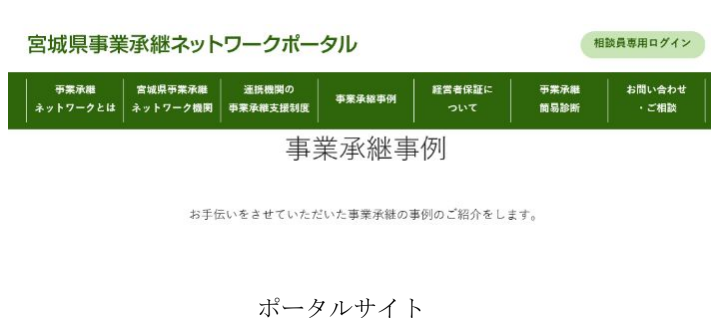 宮城県事業承継ネットワークポータル
相談員専用ログイン
事業承継
ネットワークとは
宮城県事業承継
ネットワーク機関
連携機関の
事業承継支援制度
事業承継事例
経営者保証に
ついて
事業承継
簡易診断
お問い合わせ
・ご相談
事業承継事例
お手伝いをさせていただいた事業承継の事例のご紹介をします。
ポータルサイト